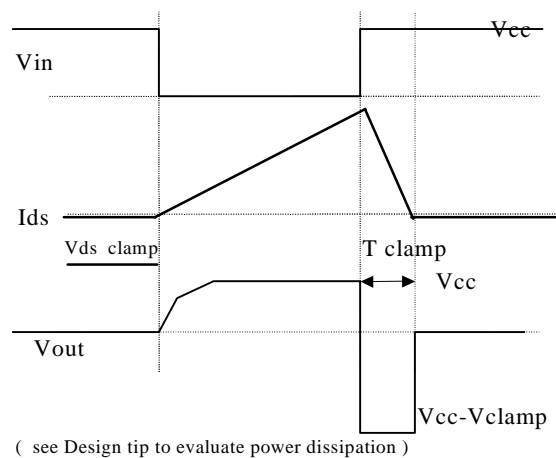 Vcc
Vin
Ids
Vds clamp
T clamp
Vcc
Vout
Vcc-Vclamp
( see Design tip to evaluate power dissipation )